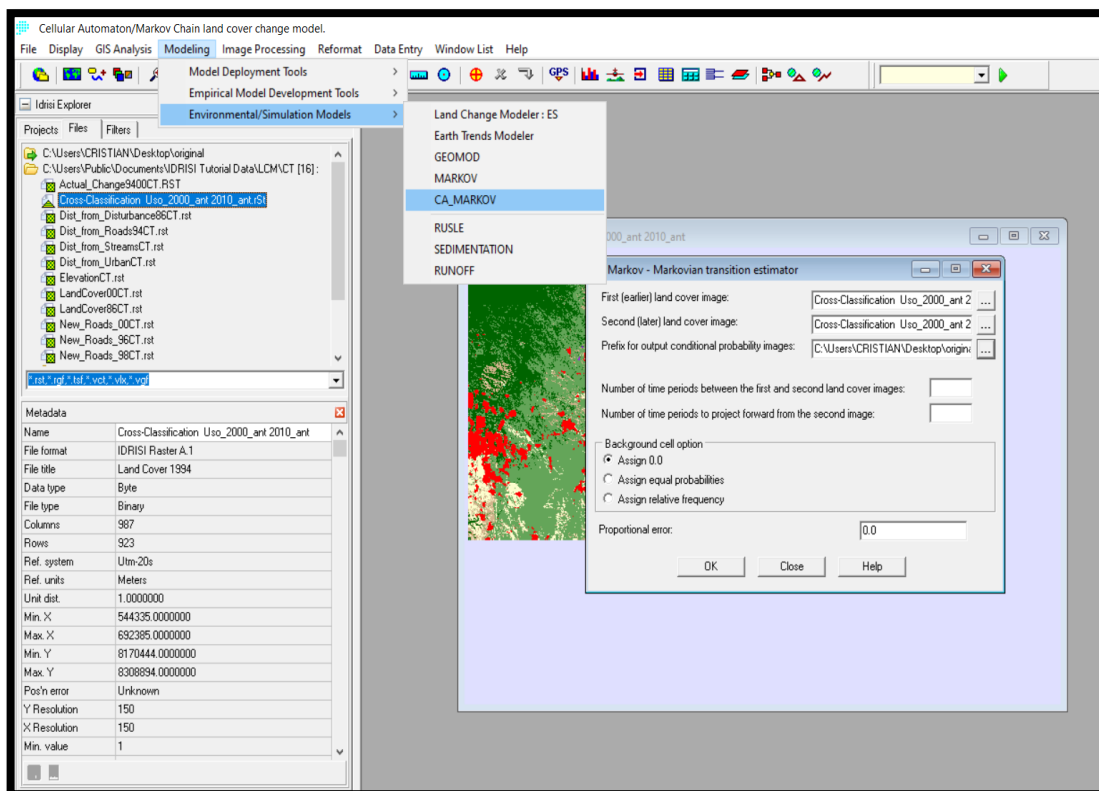 Cellular Automaton/Markov Chain land cover change model.
File Display GIS Analysis Modeling Image Processing Reformat Data Entry Window List Help
GPS
Model Deployment Tools >
Empirical Model Development Tools >
Environmental/Simulation Models >
Land Change Modeler : ES
Earth Trends Modeler
GEOMOD
MARKOV
CA_MARKOV
RUSLE
SEDIMENTATION
RUNOFF
Idrisi Explorer
Projects Files Filters
C:\Users\CRISTIAN\Desktop\original
C:\Users\Public\Documents\IDRISI Tutorial Data\LCM\CT [16] :
Actual_Change9400CT.RST
Cross-Classification Uso_2000_ant 2010_ant.rSt
Dist_from_Disturbance86CT.rst
Dist_from_Roads94CT.rst
Dist_from_StreamsCT.rst
Dist_from_UrbanCT.rst
ElevationCT.rst
LandCover00CT.rst
LandCover86CT.rst
New_Roads_00CT.rst
New_Roads_96CT.rst
New_Roads_98CT.rst
*.rst,*.rgf,*.tsf,*.vct,*.vlx,*.vgf
Metadata
Name Cross-Classification Uso_2000_ant 2010_ant
File format IDRISI Raster A.1
File title Land Cover 1994
Data type Byte
File type Binary
Columns 987
Rows 923
Ref. system Utm-20s
Ref. units Meters
Unit dist. 1.0000000
Min. X 544335.0000000
Max. X 692385.0000000
Min. Y 8170444.0000000
Max. Y 8308894.0000000
Pos'n error Unknown
Y Resolution 150
X Resolution 150
Min. value 1
000_ant 2010_ant
Markov - Markovian transition estimator
First (earlier) land cover image: Cross-Classification Uso_2000_ant 2 ...
Second (later) land cover image: Cross-Classification Uso_2000_ant 2 ...
Prefix for output conditional probability images: C:\Users\CRISTIAN\Desktop\origina ...
Number of time periods between the first and second land cover images:
Number of time periods to project forward from the second image:
Background cell option
Assign 0.0
Assign equal probabilities
Assign relative frequency
Proportional error: 0.0
OK Close Help